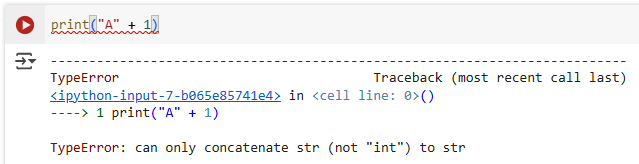 print("A" + 1)
---------------------------------------------------------------------------
TypeError                                 Traceback (most recent call last)
<ipython-input-7-b065e85741e4> in <cell line: 0>()
----> 1 print("A" + 1)
TypeError: can only concatenate str (not "int") to str